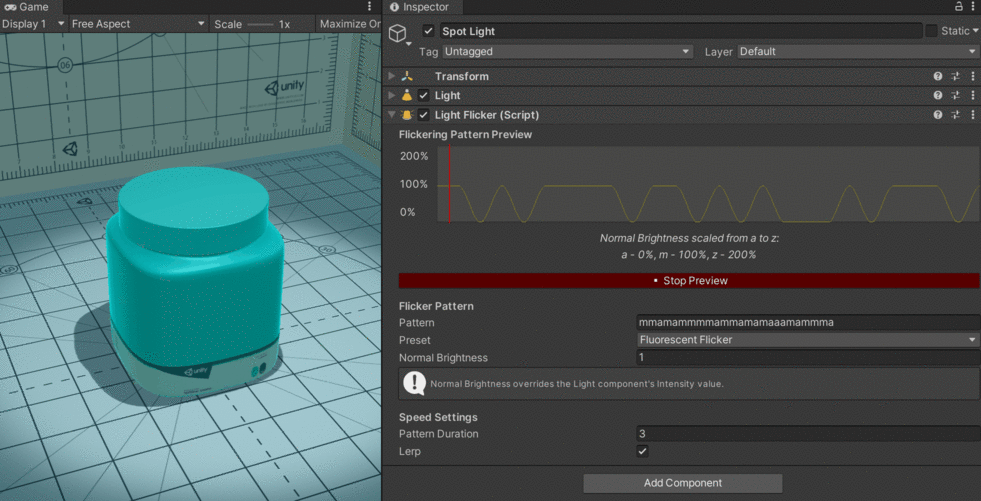 Game
Display 1
Free Aspect
Scale
1x
Maximize On
06
unity
unity
Inspector
Spot Light
Static
Tag
Untagged
Layer
Default
Transform
Light
Light Flicker (Script)
Flickering Pattern Preview
200%
100%
0%
Normal Brightness scaled from a to z:
a - 0%, m - 100%, z - 200%
• Stop Preview
Flicker Pattern
Pattern
mmamammmmammamamaaamammma
Preset
Fluorescent Flicker
Normal Brightness
1
Normal Brightness overrides the Light component's Intensity value.
Speed Settings
Pattern Duration
3
Lerp
Add Component